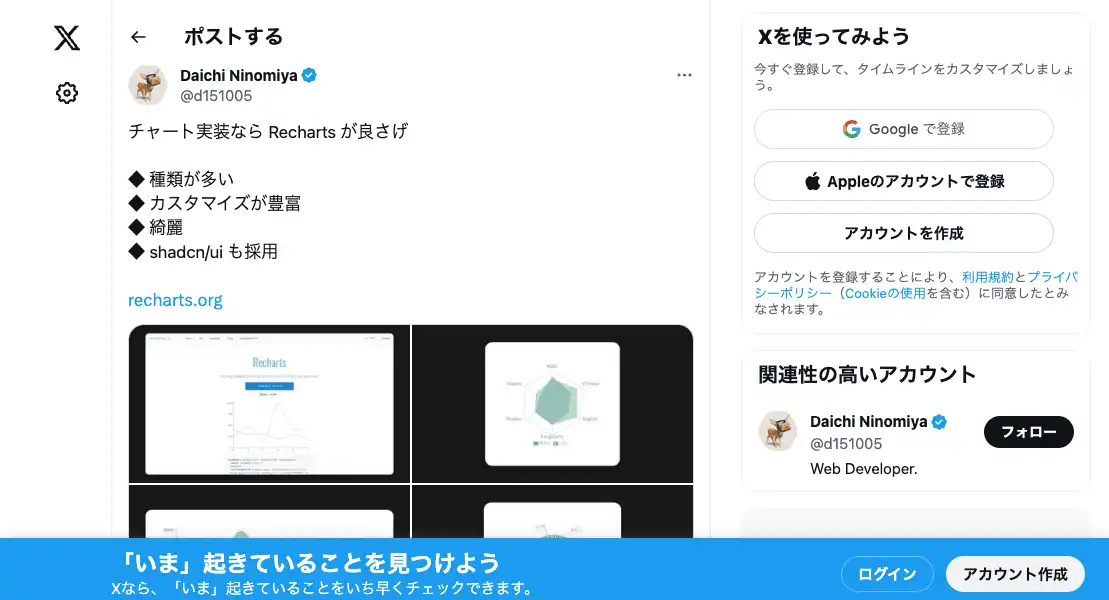 ポストする
Daichi Ninomiya
@d151005
チャート実装なら Recharts が良さげ
◆ 種類が多い
◆ カスタマイズが豊富
◆ 綺麗
◆ shadcn/ui も採用
recharts.org
Recharts
Xを使ってみよう
今すぐ登録して、タイムラインをカスタマイズしましょ
う。
Google で登録
Appleのアカウントで登録
アカウントを作成
アカウントを登録することにより、利用規約とプライバ
シーポリシー（Cookieの使用を含む）に同意したとみ
なされます。
関連性の高いアカウント
Daichi Ninomiya
@d151005
フォロー
Web Developer.
「いま」起きていることを見つけよう
Xなら、「いま」起きていることをいち早くチェックできます。
ログイン
アカウント作成